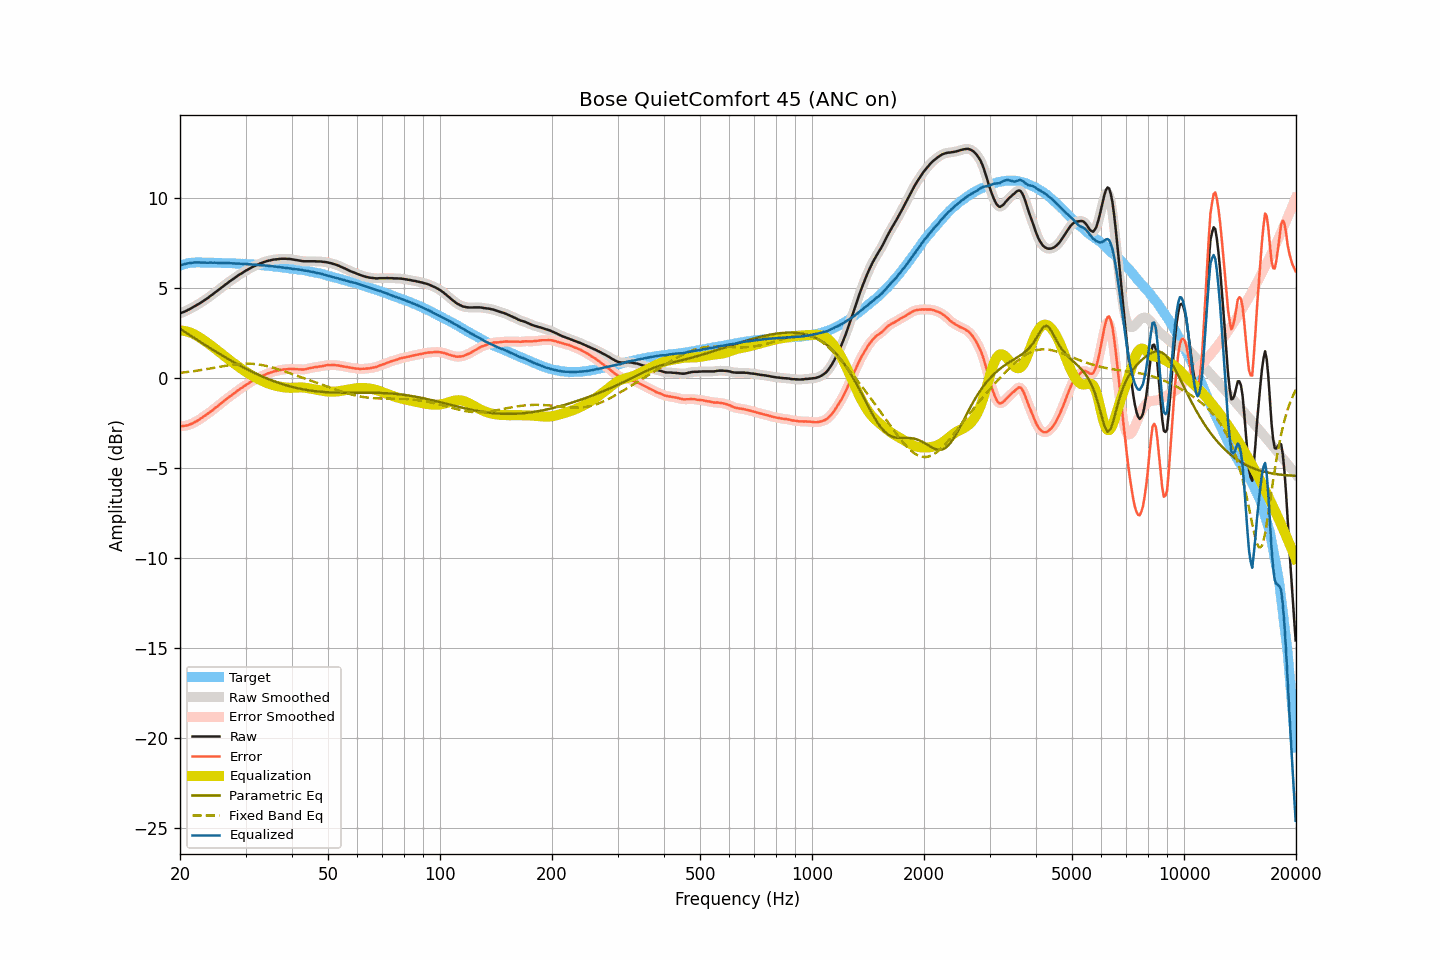 Bose QuietComfort 45 (ANC on)
10
5
0
−5
−10
−15
−20
−25
Amplitude (dBr)
Target
Raw Smoothed
Error Smoothed
Raw
Error
Equalization
Parametric Eq
Fixed Band Eq
Equalized
20 50 100 200 500 1000 2000 5000 10000 20000
Frequency (Hz)